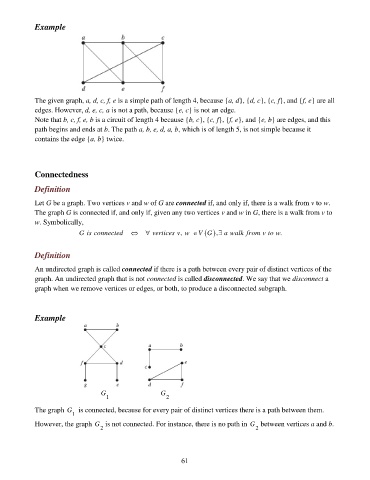 Example
a b c
d e f
The given graph, a, d, c, f, e is a simple path of length 4, because {a, d}, {d, c}, {c, f}, and {f, e} are all
edges. However, d, e, c, a is not a path, because {e, c} is not an edge.
Note that b, c, f, e, b is a circuit of length 4 because {b, c}, {c, f}, {f, e}, and {e, b} are edges, and this
path begins and ends at b. The path a, b, e, d, a, b, which is of length 5, is not simple because it
contains the edge {a, b} twice.
Connectedness
Definition
Let G be a graph. Two vertices v and w of G are connected if, and only if, there is a walk from v to w.
The graph G is connected if, and only if, given any two vertices v and w in G, there is a walk from v to
w. Symbolically,
G is connected ⇔ ∀ vertices v, w ∈V(G),∃ a walk from v to w.
Definition
An undirected graph is called connected if there is a path between every pair of distinct vertices of the
graph. An undirected graph that is not connected is called disconnected. We say that we disconnect a
graph when we remove vertices or edges, or both, to produce a disconnected subgraph.
Example
a b
c a b
f d c e
g e d f
G1 G2
The graph G1 is connected, because for every pair of distinct vertices there is a path between them.
However, the graph G2 is not connected. For instance, there is no path in G2 between vertices a and b.
61